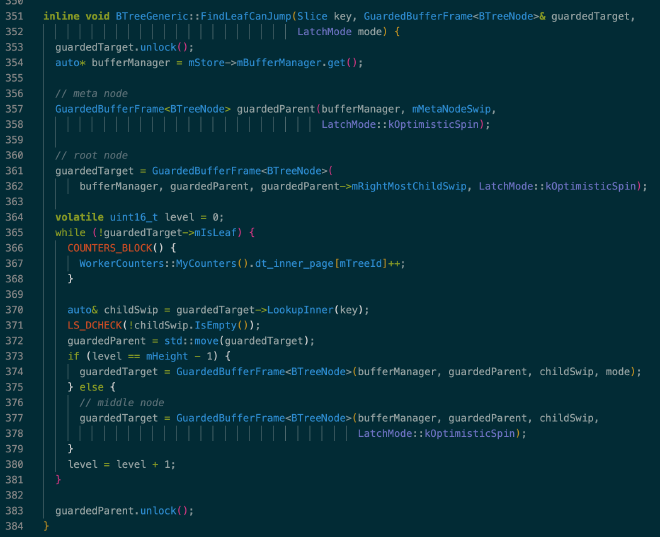 350
351 inline void BTreeGeneric::FindLeafCanJump(Slice key, GuardedBufferFrame<BTreeNode>& guardedTarget,
352 LatchMode mode) {
353 guardedTarget.unlock();
354 auto* bufferManager = mStore->mBufferManager.get();
355
356 // meta node
357 GuardedBufferFrame<BTreeNode> guardedParent(bufferManager, mMetaNodeSwip,
358 LatchMode::kOptimisticSpin);
359
360 // root node
361 guardedTarget = GuardedBufferFrame<BTreeNode>(
362 bufferManager, guardedParent, guardedParent->mRightMostChildSwip, LatchMode::kOptimisticSpin);
363
364 volatile uint16_t level = 0;
365 while (!guardedTarget->mIsLeaf) {
366 COUNTERS_BLOCK() {
367 WorkerCounters::MyCounters().dt_inner_page[mTreeId]++;
368 }
369
370 auto& childSwip = guardedTarget->LookupInner(key);
371 LS_DCHECK(!childSwip.IsEmpty());
372 guardedParent = std::move(guardedTarget);
373 if (level == mHeight - 1) {
374 guardedTarget = GuardedBufferFrame<BTreeNode>(bufferManager, guardedParent, childSwip, mode);
375 } else {
376 // middle node
377 guardedTarget = GuardedBufferFrame<BTreeNode>(bufferManager, guardedParent, childSwip,
378 LatchMode::kOptimisticSpin);
379 }
380 level = level + 1;
381 }
382
383 guardedParent.unlock();
384 }